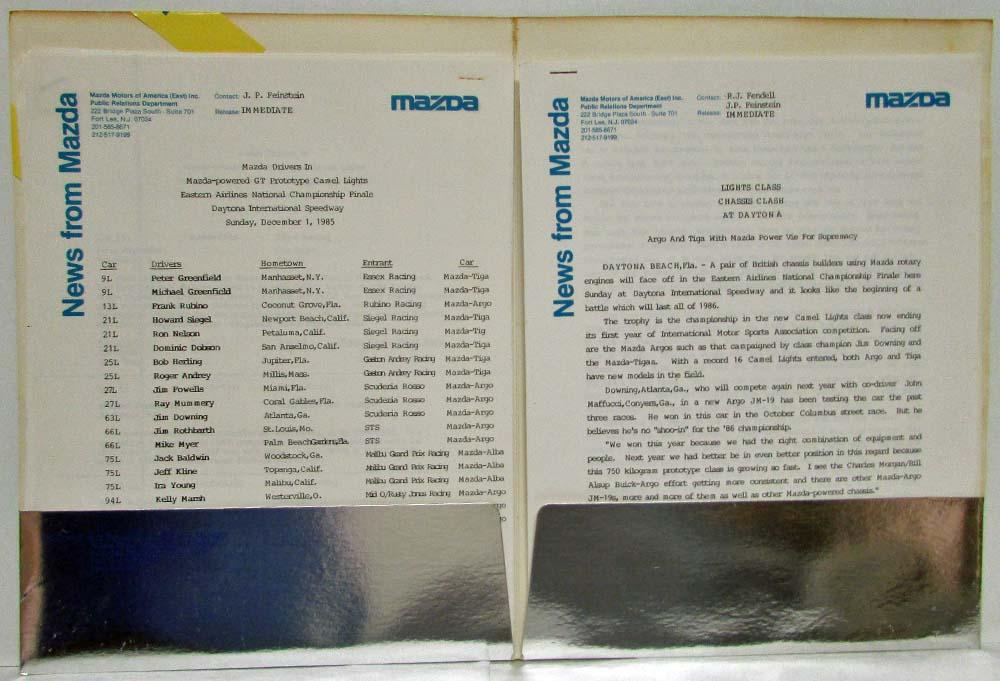 News from Mazda
Mazda Motors of America (East) Inc.
Public Relations Department
222 Bridge Plaza South - Suite 701
Fort Lee, N.J. 07024
201-585-8671
212-517-9199
Contact: J. P. Feinstein
Release: IMMEDIATE
mazda
Mazda Drivers In
Mazda-powered GT Prototype Camel Lights
Eastern Airlines National Championship Finale
Daytona International Speedway
Sunday, December 1, 1985
Car Drivers Hometown Entrant Car
9L Peter Greenfield Manhasset,N.Y. Essex Racing Mazda-Tiga
9L Michael Greenfield Manhasset,N.Y. Essex Racing Mazda-Tiga
13L Frank Rubino Coconut Grove,Fla. Rubino Racing Mazda-Argo
21L Howard Siegel Newport Beach,Calif. Siegel Racing Mazda-Tiga
21L Ron Nelson Petaluma,Calif. Siegel Racing Mazda-Tig
21L Dominic Dobson San Anselmo,Calif. Siegel Racing Mazda-Tiga
25L Bob Herling Jupiter,Fla. Gaston Andrey Racing Mazda-Tiga
25L Roger Andrey Millis,Mass. Gaston Andrey Racing Mazda-Tiga
27L Jim Powells Miami,Fla. Scuderia Rosso Mazda-Argo
27L Ray Mummery Coral Gables,Fla. Scuderia Rosso Mazda-Argo
63L Jim Downing Atlanta,Ga. Scuderia Rosso Mazda-Argo
66L Jim Rothbarth St.Louis,Mo. STS Mazda-Argo
66L Mike Myer Palm Beach Gardens,Fla. STS Mazda-Argo
75L Jack Baldwin Woodstock,Ga. Malibu Grand Prix Racing Mazda-Alba
75L Jeff Kline Topanga,Calif. Malibu Grand Prix Racing Mazda-Alba
75L Ira Young Malibu,Calif. Malibu Grand Prix Racing Mazda-Alba
94L Kelly Marsh Westerville,O. Mid O/Rusky Jones Racing Mazda-Argo
News from Mazda
Mazda Motors of America (East) Inc.
Public Relations Department
222 Bridge Plaza South - Suite 701
Fort Lee, N.J. 07024
201-585-8671
212-517-9199
Contact: R.J. Fendell
J.P. Feinstein
Release: IMMEDIATE
mazda
LIGHTS CLASS
CHASSIS CLASH
AT DAYTONA
Argo And Tiga With Mazda Power Vie For Supremacy
DAYTONA BEACH,Fla. - A pair of British chassis builders using Mazda rotary
engines will face off in the Eastern Airlines National Championship Finale here
Sunday at Daytona International Speedway and it looks like the beginning of a
battle which will last all of 1986.
The trophy is the championship in the new Camel Lights class now ending
its first year of International Motor Sports Association competition. Facing off
are the Mazda Argos such as that campaigned by class champion Jim Downing and
the Mazda-Tigas. With a record 16 Camel Lights entered, both Argo and Tiga
have new models in the field.
Downing,Atlanta,Ga., who will compete again next year with co-driver John
Maffucci,Conyers,Ga., in a new Argo JM-19 has been testing the car the past
three races. He won in this car in the October Columbus street race. But he
believes he's no "shoo-in" for the '86 championship.
"We won this year because we had the right combination of equipment and
people. Next year we had better be in even better position in this regard because
this 750 kilogram prototype class is growing so fast. I see the Charles Morgan/Bill
Alsup Buick-Argo effort getting more consistent and there are other Mazda-Argo
JM-19s, more and more of them as well as other Mazda-powered chassis."